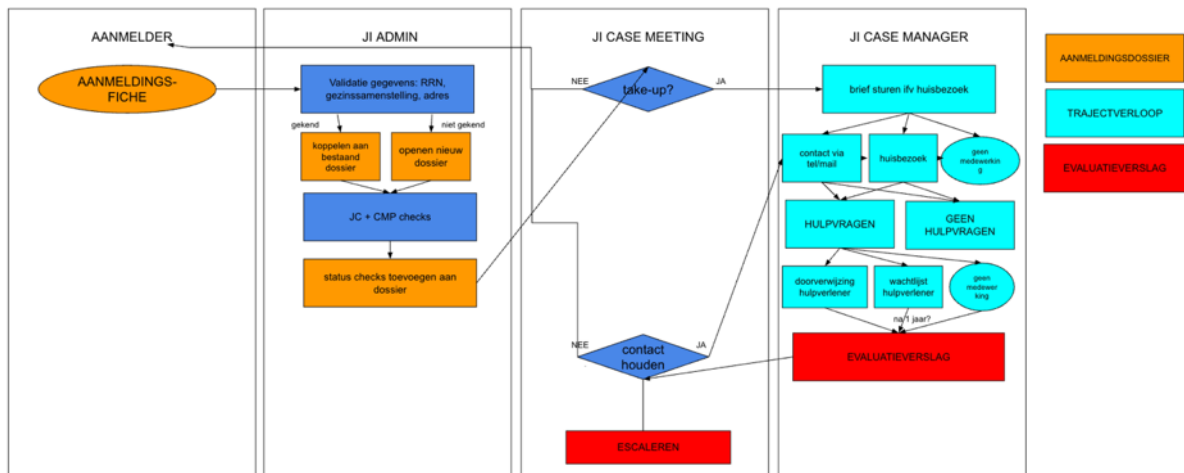 AANMELDER
AANMELDINGS-
FICHE
JI ADMIN
Validatie gegevens: RRN,
gezinssamenstelling, adres
gekend
niet gekend
koppelen aan
bestaand
dossier
openen nieuw
dossier
JC + CMP checks
status checks toevoegen aan
dossier
JI CASE MEETING
NEE
take-up?
JA
NEE
contact
houden
JA
ESCALEREN
JI CASE MANAGER
brief sturen ifv huisbezoek
contact via
tel/mail
huisbezoek
geen
medewerkin
g
HULPVRAGEN
GEEN
HULPVRAGEN
doorverwijzing
hulpverlener
wachtlijst
hulpverlener
geen
medewer
king
na 1 jaar?
EVALUATIEVERSLAG
AANMELDINGSDOSSIER
TRAJECTVERLOOP
EVALUATIEVERSLAG